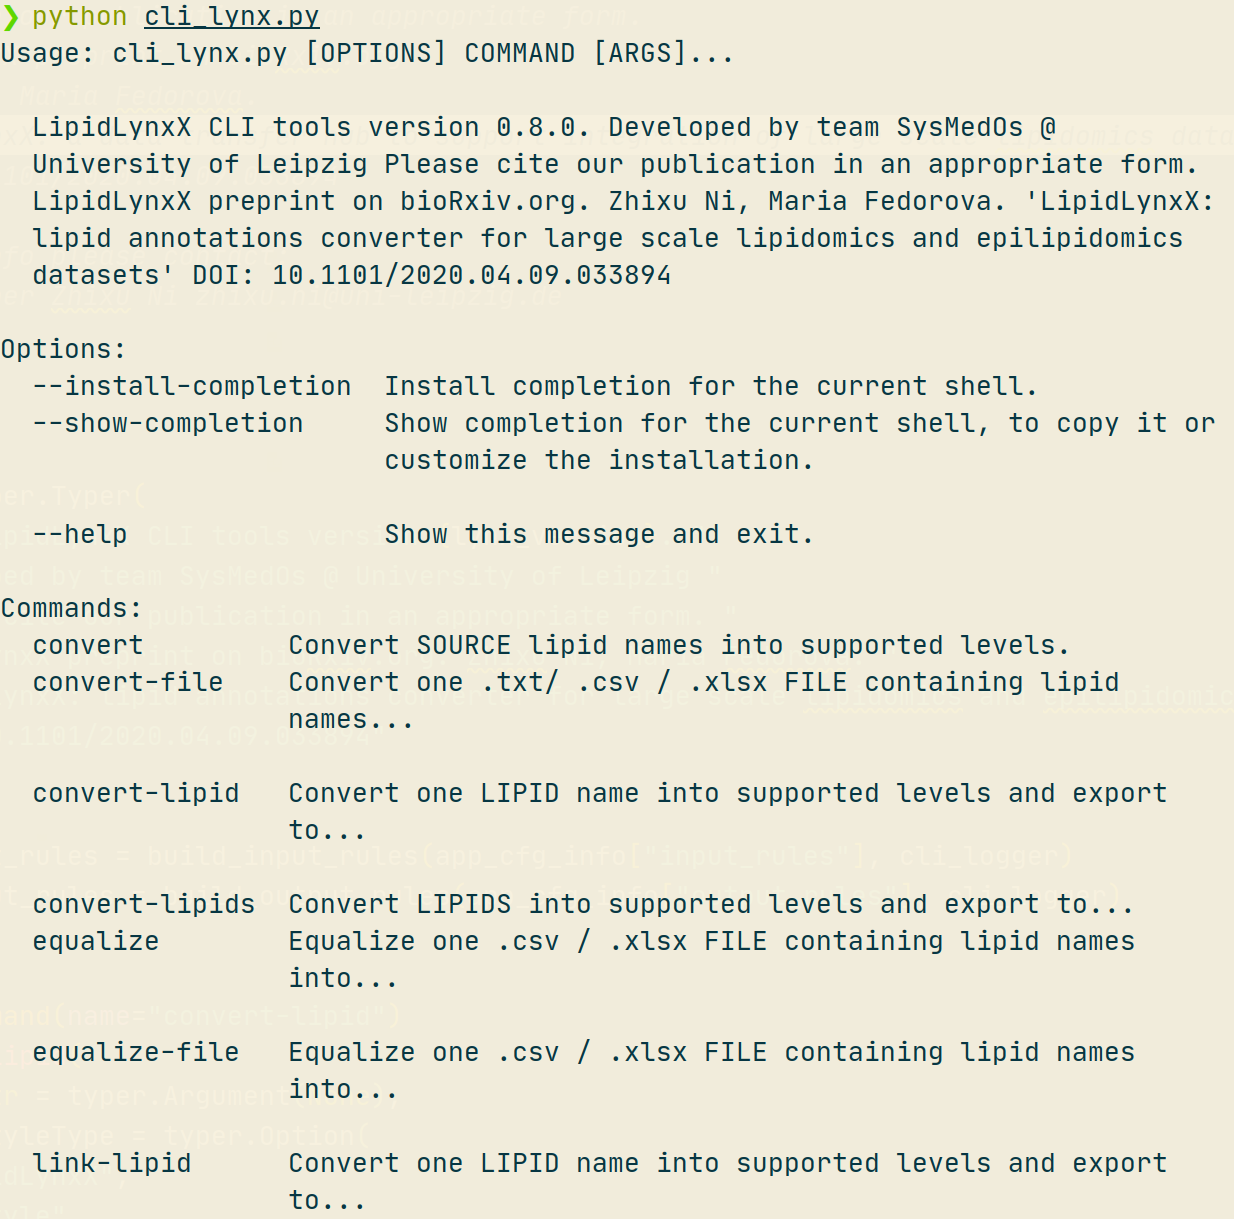 ❯ python cli_lynx.py
Usage: cli_lynx.py [OPTIONS] COMMAND [ARGS]...

  LipidLynxX CLI tools version 0.8.0. Developed by team SysMedOs @
  University of Leipzig Please cite our publication in an appropriate form.
  LipidLynxX preprint on bioRxiv.org. Zhixu Ni, Maria Fedorova. 'LipidLynxX:
  lipid annotations converter for large scale lipidomics and epilipidomics
  datasets' DOI: 10.1101/2020.04.09.033894

Options:
  --install-completion  Install completion for the current shell.
  --show-completion     Show completion for the current shell, to copy it or
                        customize the installation.

  --help                Show this message and exit.

Commands:
  convert         Convert SOURCE lipid names into supported levels.
  convert-file    Convert one .txt/ .csv / .xlsx FILE containing lipid
                  names...

  convert-lipid   Convert one LIPID name into supported levels and export
                  to...

  convert-lipids  Convert LIPIDS into supported levels and export to...
  equalize        Equalize one .csv / .xlsx FILE containing lipid names
                  into...

  equalize-file   Equalize one .csv / .xlsx FILE containing lipid names
                  into...

  link-lipid      Convert one LIPID name into supported levels and export
                  to...